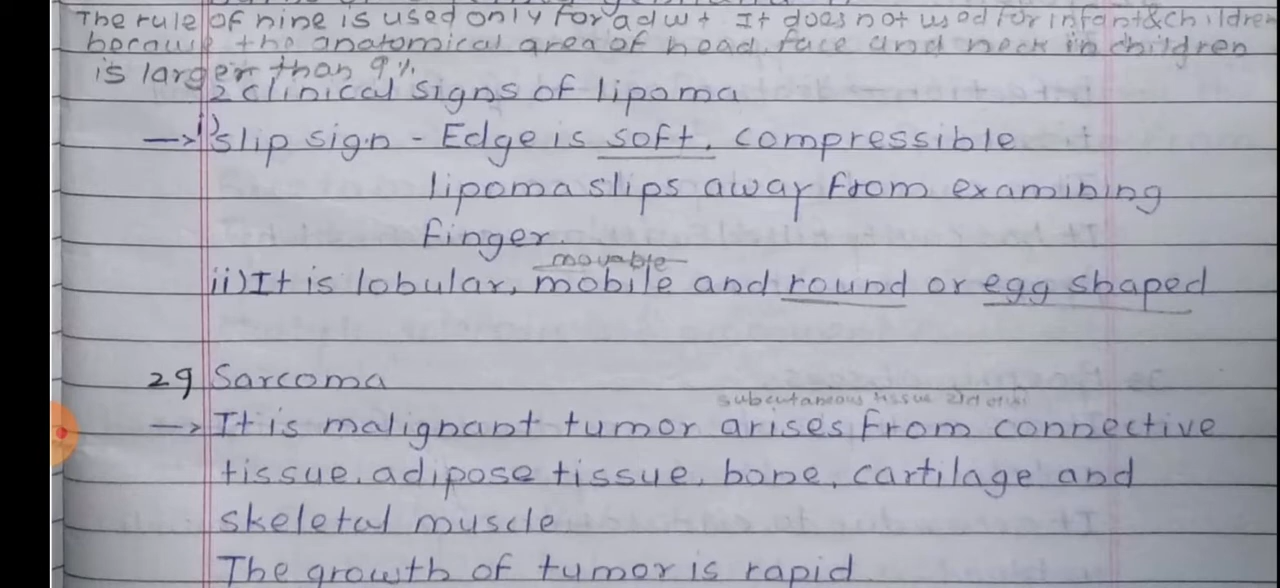 The rule of nine is used only for adult It does not used for infant & children
because the anatomical area of head, face and neck in children
is larger than 9%
2 clinical signs of lipoma
→ i) Slip sign - Edge is soft, compressible
lipoma slips away from examining
finger.
movable
ii) It is lobular, mobile and round or egg shaped
29 Sarcoma
subcutaneous tissue
→ It is malignant tumor arises from connective
tissue, adipose tissue, bone, cartilage and
skeletal muscle
The growth of tumor is rapid